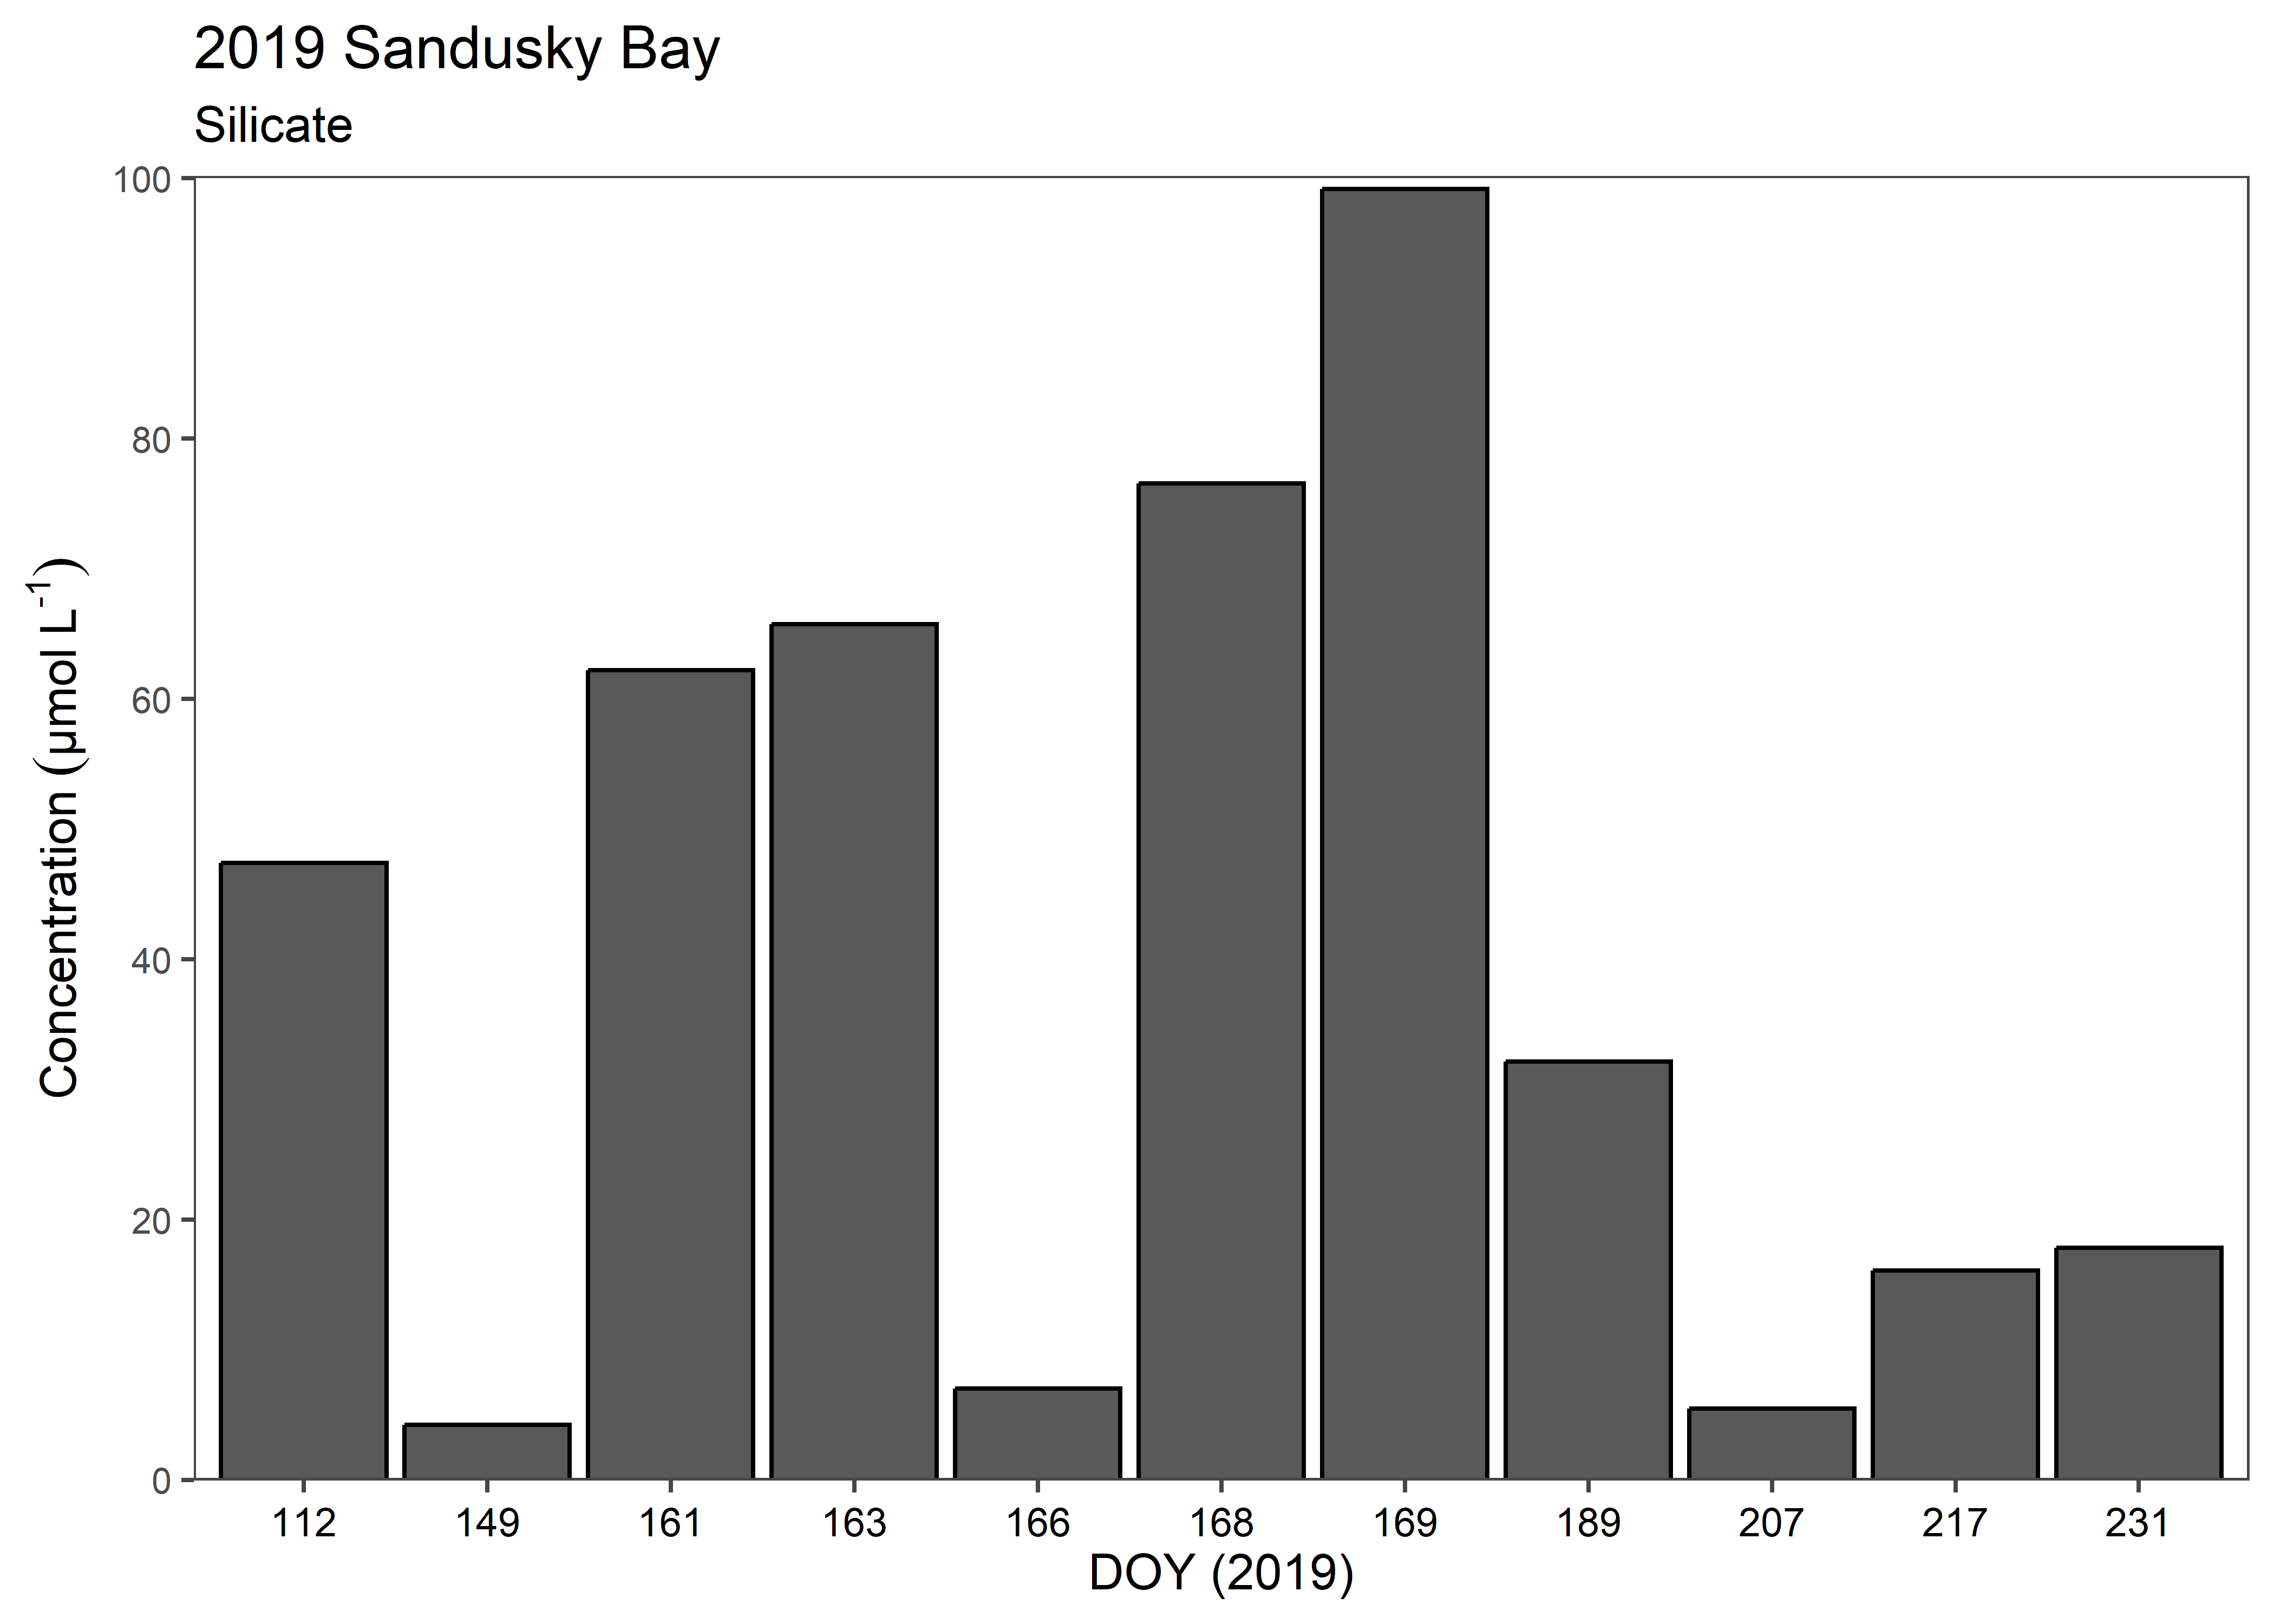 2019 Sandusky Bay
Silicate
100
80
60
40
20
0
Concentration (µmol L⁻¹)
112 149 161 163 166 168 169 189 207 217 231
DOY (2019)